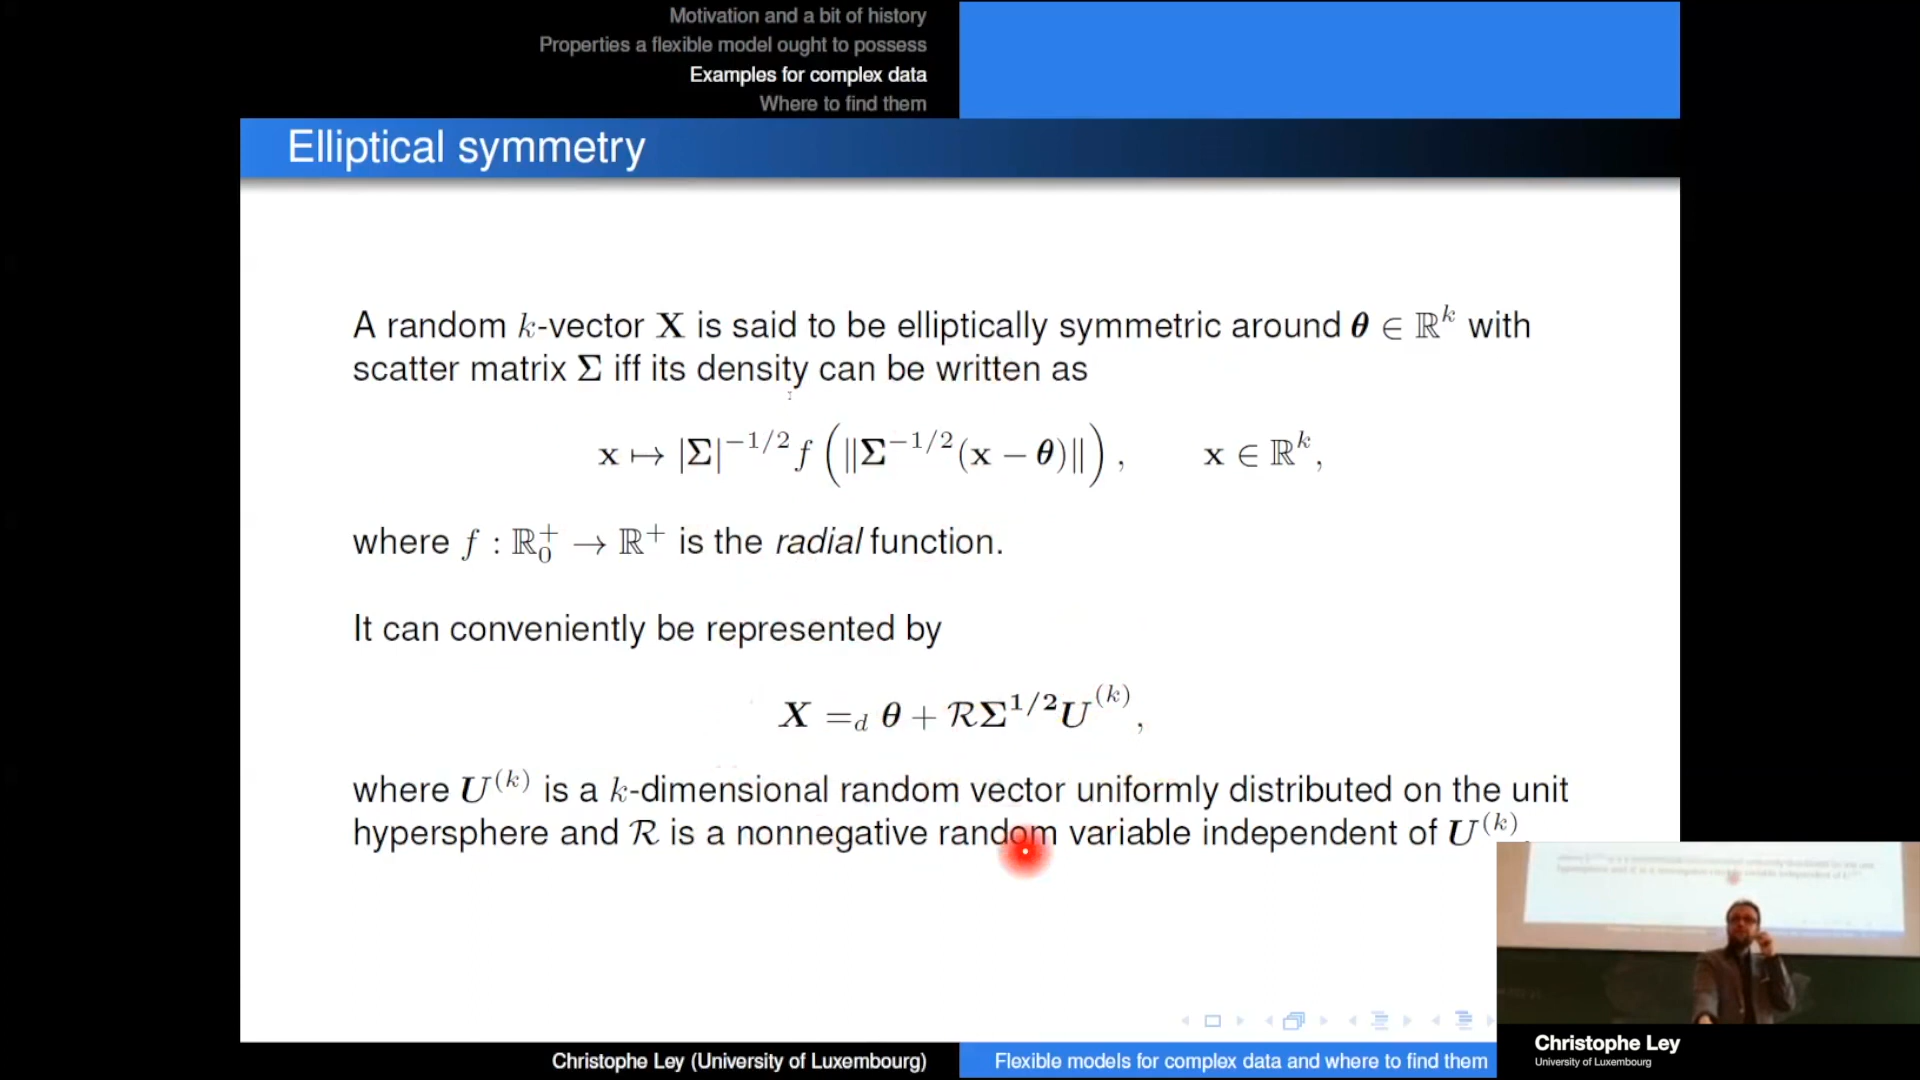 Motivation and a bit of history
Properties a flexible model ought to possess
Examples for complex data
Where to find them
Elliptical symmetry
A random k-vector X is said to be elliptically symmetric around θ ∈ ℝᵏ with
scatter matrix Σ iff its density can be written as
x ↦ |Σ|^{-1/2} f (‖Σ^{-1/2}(x − θ)‖), x ∈ ℝᵏ,
where f : ℝ₀⁺ → ℝ⁺ is the radial function.
It can conveniently be represented by
X =_d θ + ℛΣ^{1/2}U^{(k)},
where U^{(k)} is a k-dimensional random vector uniformly distributed on the unit
hypersphere and ℛ is a nonnegative random variable independent of U^{(k)}.
Christophe Ley (University of Luxembourg)
Flexible models for complex data and where to find them
Christophe Ley
University of Luxembourg